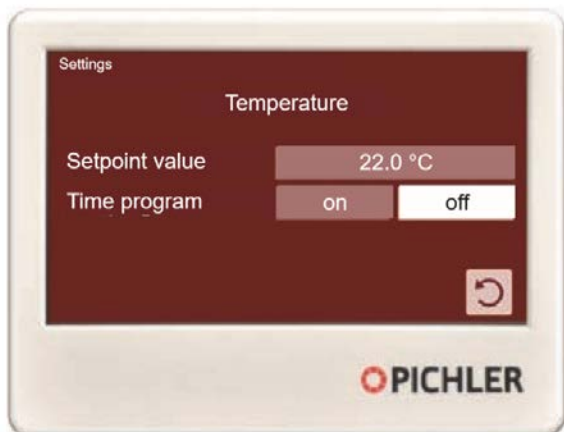 Settings
Temperature
Setpoint value 22.0 °C
Time program on off
PICHLER